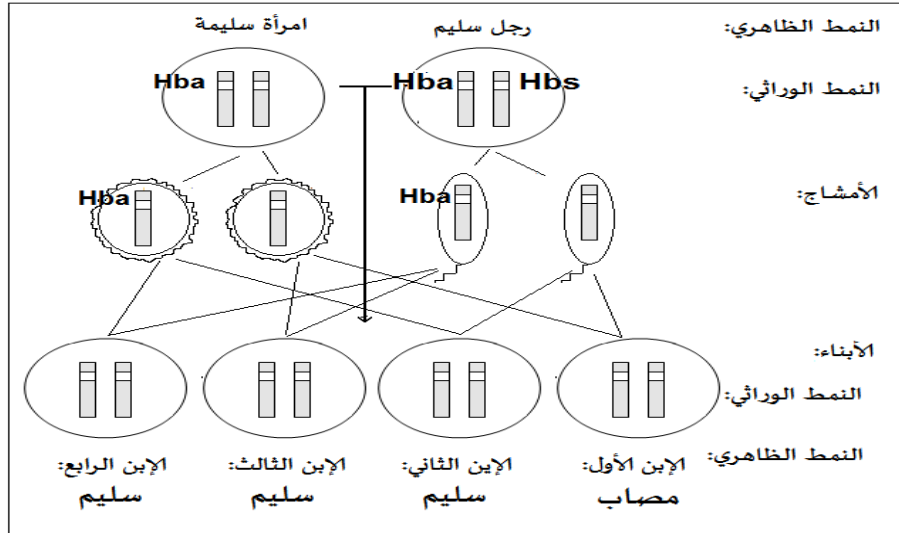 النمط الظاهري: رجل سليم امرأة سليمة
النمط الوراثي: Hbs Hba Hba
الأمشاج: Hba Hba
الأبناء:
النمط الوراثي:
النمط الظاهري: الإبن الأول: الإين الثاني: الإبن الثالث: الإبن الرابع:
مصاب سليم سليم سليم